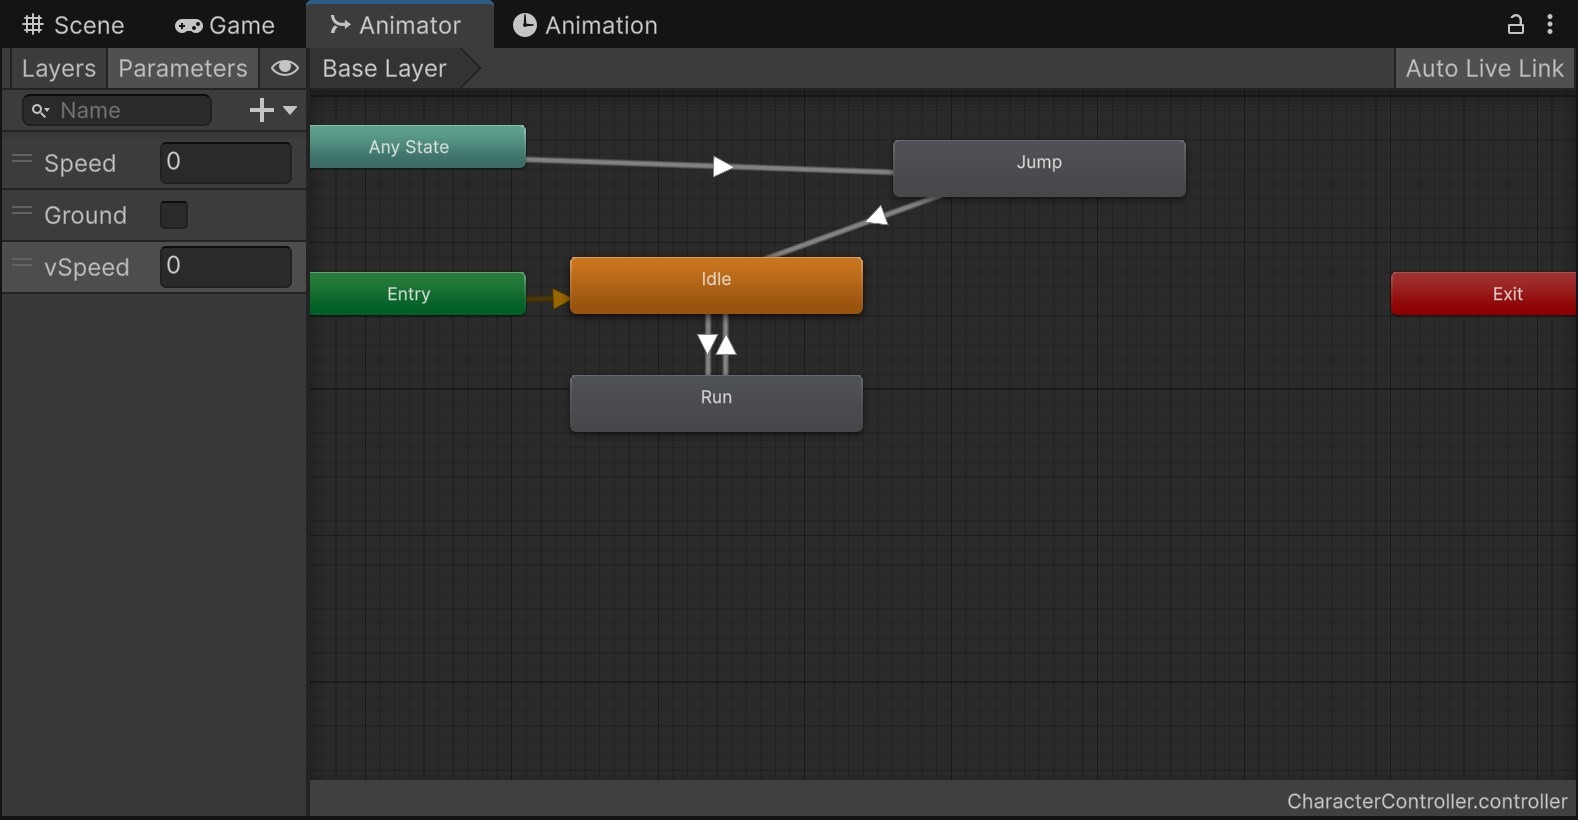 Scene Game Animator Animation
Layers Parameters Base Layer Auto Live Link
Name
Speed 0
Ground
vSpeed 0
Any State
Jump
Idle
Entry
Exit
Run
CharacterController.controller